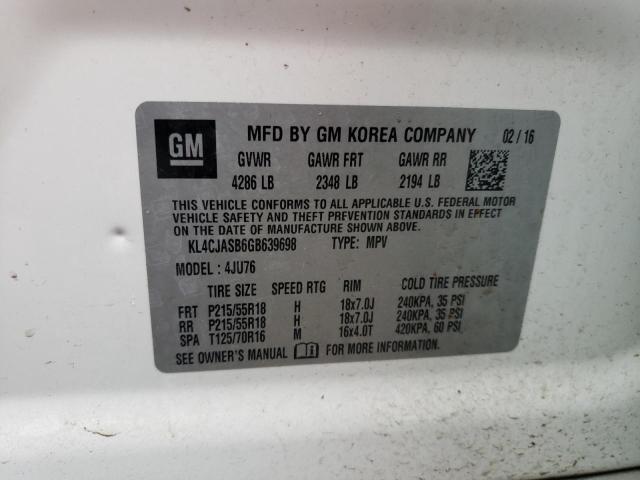 GM MFD BY GM KOREA COMPANY 02 / 16
GVWR GAWR FRT GAWR RR
4286 LB 2348 LB 2194 LB
THIS VEHICLE CONFORMS TO ALL APPLICABLE U.S. FEDERAL MOTOR
VEHICLE SAFETY AND THEFT PREVENTION STANDARDS IN EFFECT
ON THE DATE OF MANUFACTURE SHOWN ABOVE.
KL4CJASB6GB639698 TYPE: MPV
MODEL : 4JU76
TIRE SIZE SPEED RTG RIM COLD TIRE PRESSURE
FRT P215/55R18 H 18x7.0J 240KPA, 35 PSI
RR P215/55R18 H 18x7.0J 240KPA, 35 PSI
SPA T125/70R16 M 16x4.0T 420KPA, 60 PSI
SEE OWNER'S MANUAL FOR MORE INFORMATION.